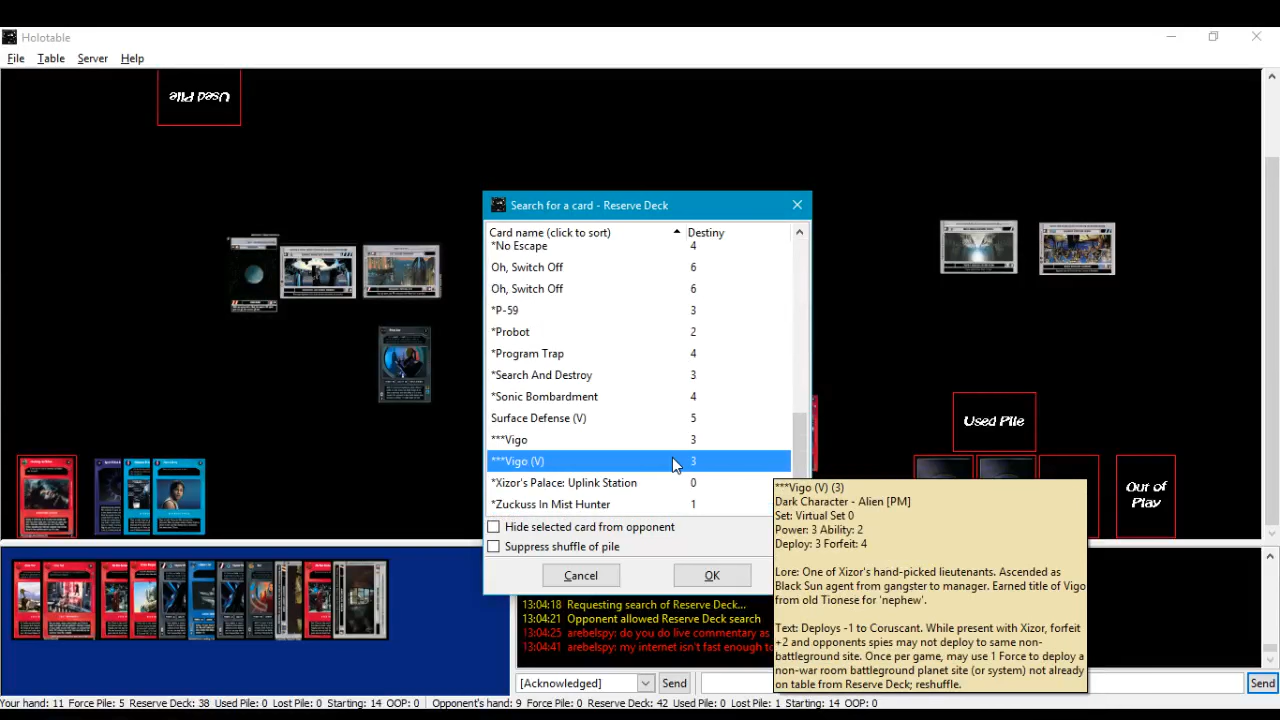 Holotable
File Table Server Help
Used Pile
Search for a card - Reserve Deck
Card name (click to sort) Destiny
*No Escape 4
Oh, Switch Off 6
Oh, Switch Off 6
*P-59 3
*Probot 2
*Program Trap 4
*Search And Destroy 3
*Sonic Bombardment 4
Surface Defense (V) 5
***Vigo 3
***Vigo (V) 3
*Xizor's Palace: Uplink Station 0
*Zuckuss In Mist Hunter 1
Hide selected card from opponent
Suppress shuffle of pile
Cancel OK
Used Pile
Out of
Play
***Vigo (V) (3)
Dark Character - Alien [PM]
Set: Virtual Set 0
Power: 3 Ability: 2
Deploy: 3 Forfeit: 4
Lore: One of Xizor's hand-picked lieutenants. Ascended as
Black Sun agent from gangster to manager. Earned title of Vigo
from old Tionese for 'nephew'.
Text: Deploys -1 to Coruscant. While present with Xizor, forfeit
+2 and opponents spies may not deploy to same non-
battleground site. Once per game, may use 1 Force to deploy a
non-war room battleground planet site (or system) not already
on table from Reserve Deck; reshuffle.
13:04:18 Requesting search of Reserve Deck...
13:04:21 Opponent allowed Reserve Deck search
13:04:25 arebelspy: do you do live commentary as
13:04:41 arebelspy: my internet isn't fast enough to
[Acknowledged] Send Send
Your hand: 11 Force Pile: 5 Reserve Deck: 38 Used Pile: 0 Lost Pile: 0 Starting: 14 OOP: 0 Opponent's hand: 9 Force Pile: 0 Reserve Deck: 42 Used Pile: 0 Lost Pile: 1 Starting: 14 OOP: 0